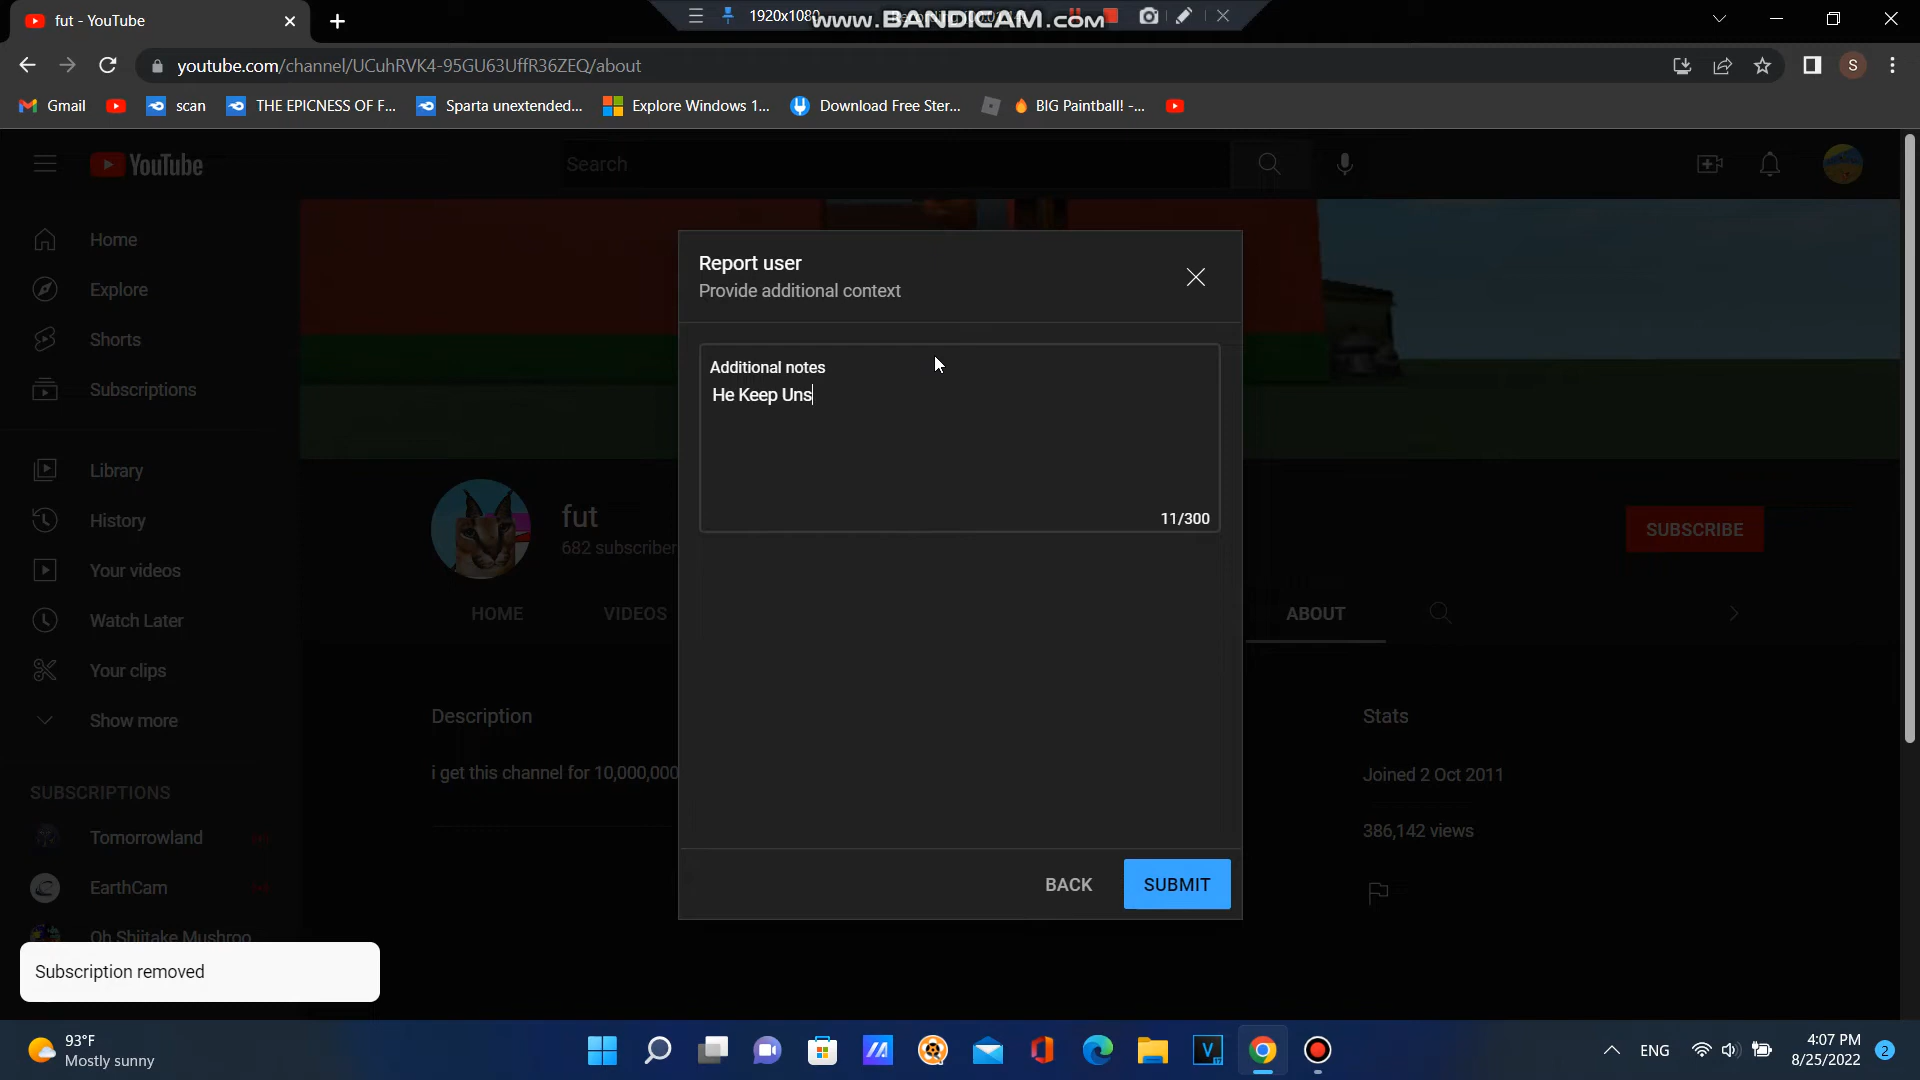 fut - YouTube
1920x1080
www.BANDICAM.com
youtube.com/channel/UCuhRVK4-95GU63UffR36ZEQ/about
S
Gmail
scan
THE EPICNESS OF F...
Sparta unextended...
Explore Windows 1...
Download Free Ster...
BIG Paintball! -...
YouTube
Search
Home
Explore
Shorts
Subscriptions
Library
History
Your videos
Watch Later
Your clips
Show more
SUBSCRIPTIONS
Tomorrowland
EarthCam
Oh Shiitake Mushroo
Subscription removed
fut
682 subscriber
SUBSCRIBE
HOME
VIDEOS
ABOUT
Description
i get this channel for 10,000,000
Stats
Joined 2 Oct 2011
386,142 views
Report user
Provide additional context
Additional notes
He Keep Uns
11/300
BACK
SUBMIT
93°F
Mostly sunny
ENG
4:07 PM
8/25/2022
2